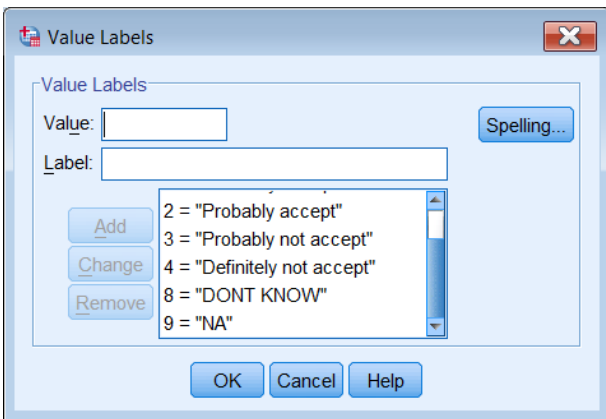 Value Labels
Value Labels
Value:
Spelling...
Label:
2 = "Probably accept"
Add
3 = "Probably not accept"
Change
4 = "Definitely not accept"
Remove
8 = "DONT KNOW"
9 = "NA"
OK Cancel Help